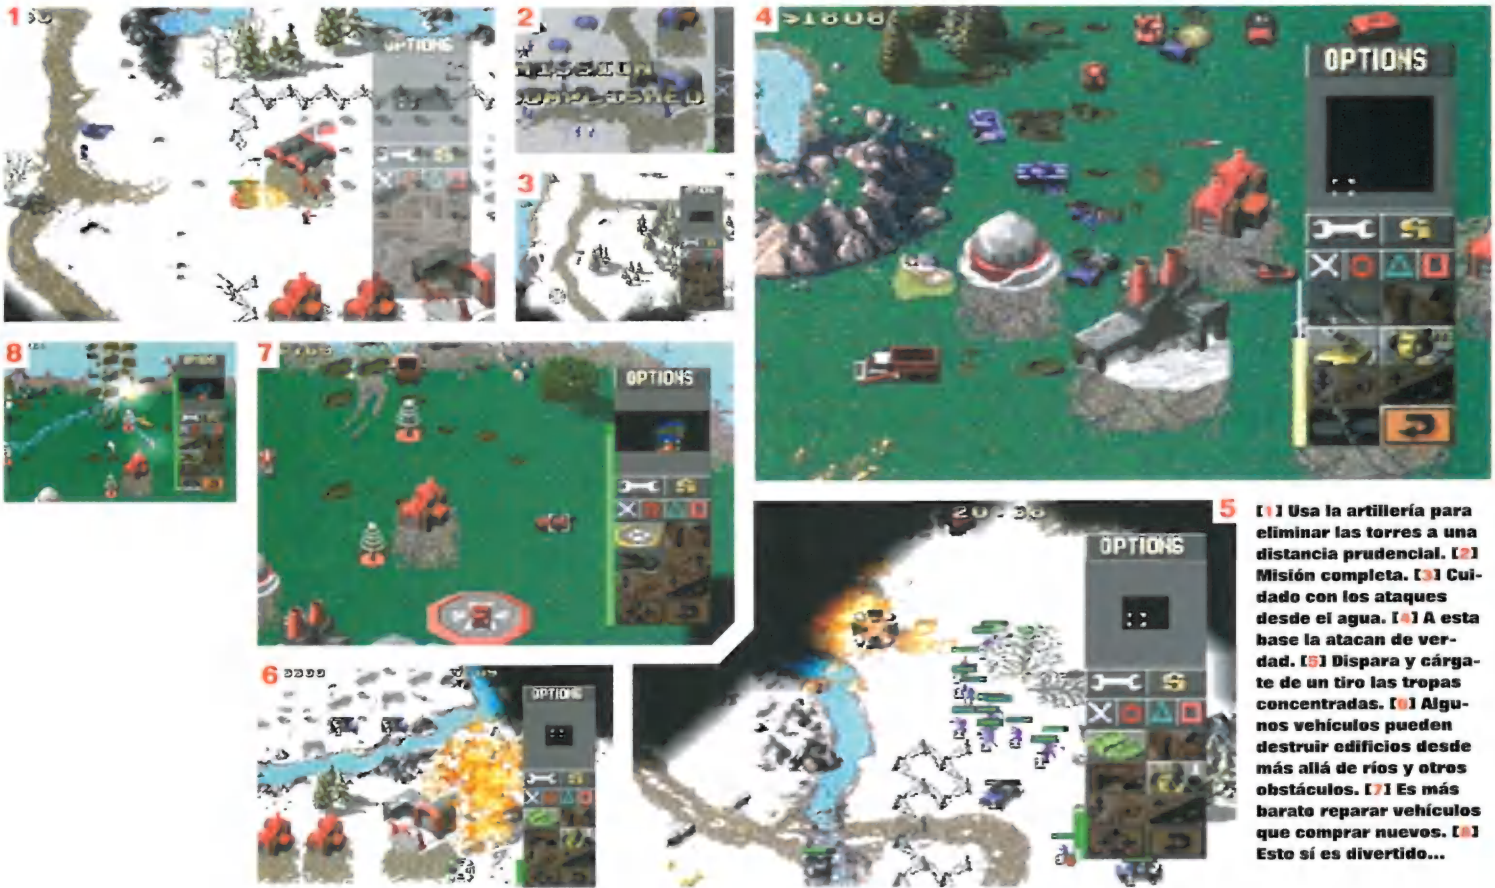 1
OPTIONS
2
MISSION
3
4
$1808
OPTIONS
8
7
OPTIONS
5
20:38
OPTIONS
6
OPTIONS
[1] Usa la artillería para
eliminar las torres a una
distancia prudencial. [2]
Misión completa. [3] Cui-
dado con los ataques
desde el agua. [4] A esta
base la atacan de ver-
dad. [5] Dispara y cárga-
te de un tiro las tropas
concentradas. [6] Algu-
nos vehículos pueden
destruir edificios desde
más allá de ríos y otros
obstáculos. [7] Es más
barato reparar vehículos
que comprar nuevos. [8]
Esto sí es divertido...